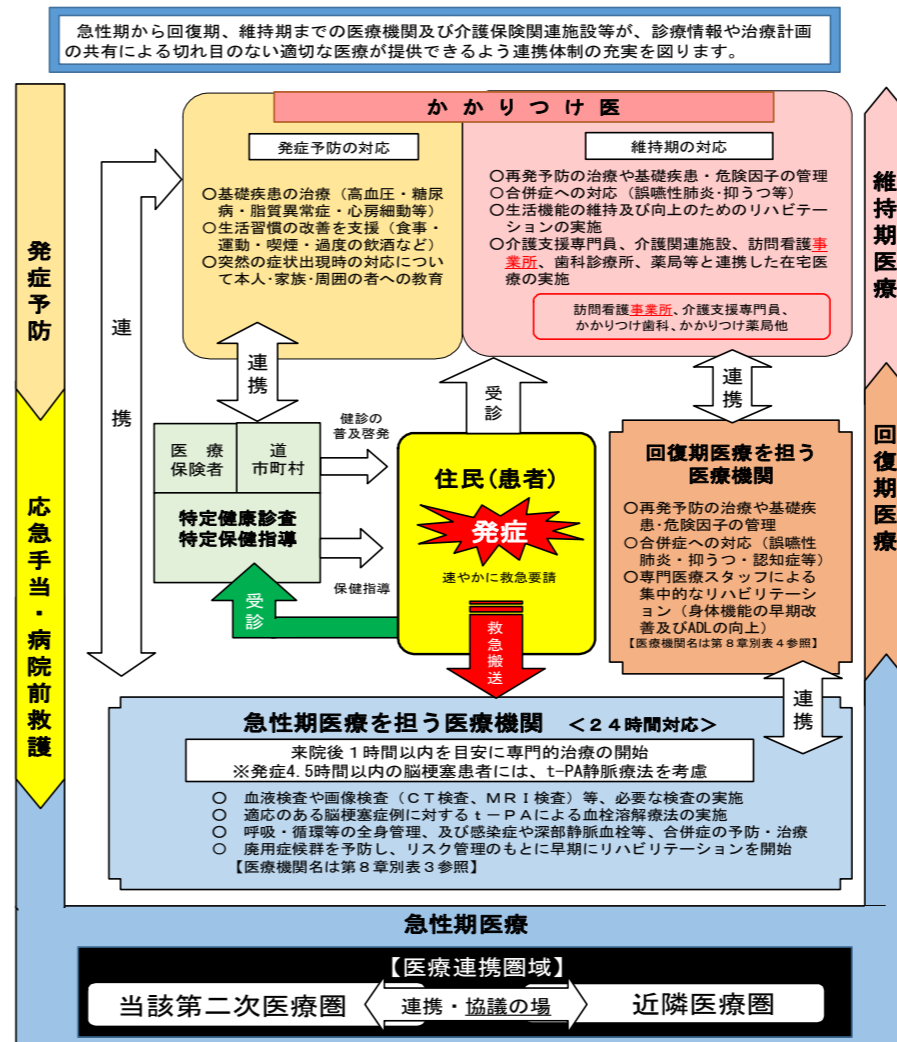 急性期から回復期、維持期までの医療機関及び介護保険関連施設等が、診療情報や治療計画
の共有による切れ目のない適切な医療が提供できるよう連携体制の充実を図ります。
かかりつけ医
発症予防の対応
○基礎疾患の治療（高血圧・糖尿
病・脂質異常症・心房細動等）
○生活習慣の改善を支援（食事・
運動・喫煙・過度の飲酒など）
○突然の症状出現時の対応につい
て本人・家族・周囲の者への教育
維持期の対応
○再発予防の治療や基礎疾患・危険因子の管理
○合併症への対応（誤嚥性肺炎・抑うつ等）
○生活機能の維持及び向上のためのリハビリテー
ションの実施
○介護支援専門員、介護関連施設、訪問看護事
業所、歯科診療所、薬局等と連携した在宅医
療の実施
訪問看護事業所、介護支援専門員、
かかりつけ歯科、かかりつけ薬局他
発症予防
応急手当・病院前救護
維持期医療
回復期医療
連携
連携
受診
連携
医療
保険者
道
市町村
特定健康診査
特定保健指導
健診の
普及啓発
保健指導
受診
住民（患者）
発症
速やかに救急要請
救急搬送
回復期医療を担う
医療機関
○再発予防の治療や基礎疾
患・危険因子の管理
○合併症への対応（誤嚥性
肺炎・抑うつ・認知症等）
○専門医療スタッフによる
集中的なリハビリテー
ション（身体機能の早期改
善及びADLの向上）
【医療機関名は第８章別表４参照】
連携
急性期医療を担う医療機関　＜２４時間対応＞
来院後１時間以内を目安に専門的治療の開始
※発症4.5時間以内の脳梗塞患者には、t-PA静脈療法を考慮
○　血液検査や画像検査（ＣＴ検査、ＭＲＩ検査）等、必要な検査の実施
○　適応のある脳梗塞症例に対するｔ－ＰＡによる血栓溶解療法の実施
○　呼吸・循環等の全身管理、及び感染症や深部静脈血栓等、合併症の予防・治療
○　廃用症候群を予防し、リスク管理のもとに早期にリハビリテーションを開始
【医療機関名は第８章別表３参照】
急性期医療
【医療連携圏域】
当該第二次医療圏
連携・協議の場
近隣医療圏